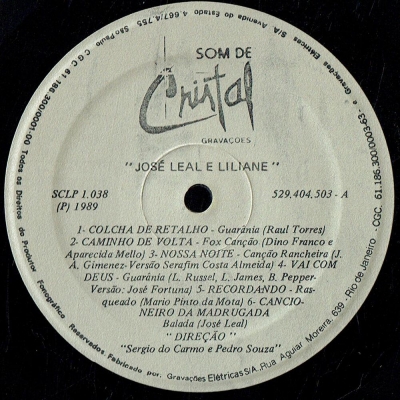 SOM DE
Cristal
GRAVAÇÕES
"JOSÉ LEAL E LILIANE"
SCLP 1.038
(P) 1989
529.404.503 - A
1- COLCHA DE RETALHO - Guarânia (Raul Torres)
2- CAMINHO DE VOLTA - Fox Canção (Dino Franco e
Aparecida Mello) 3- NOSSA NOITE - Canção Rancheira (J.
A. Gimenez-Versão Serafim Costa Almeida) 4- VAI COM
DEUS - Guarânia (L. Russel, L. James, B. Pepper-
Versão: José Fortuna) 5- RECORDANDO - Ras-
queado (Mario Pinto da Mota) 6- CANCIO-
NEIRO DA MADRUGADA
Balada (José Leal)
"DIREÇÃO"
"Sergio do Carmo e Pedro Souza"
Reservados. Fabricado por, Gravações Elétricas S/A., Rua Aguiar Moreira, 639 - Rio de Janeiro - CGC. 61.186.300/0003-63 - e Gravações Elétricas S/A Avenida do Estado 4.667/4.755 São Paulo C G C 61.186.300/0001-00 Todos os Direitos do Produtor Fonográfico